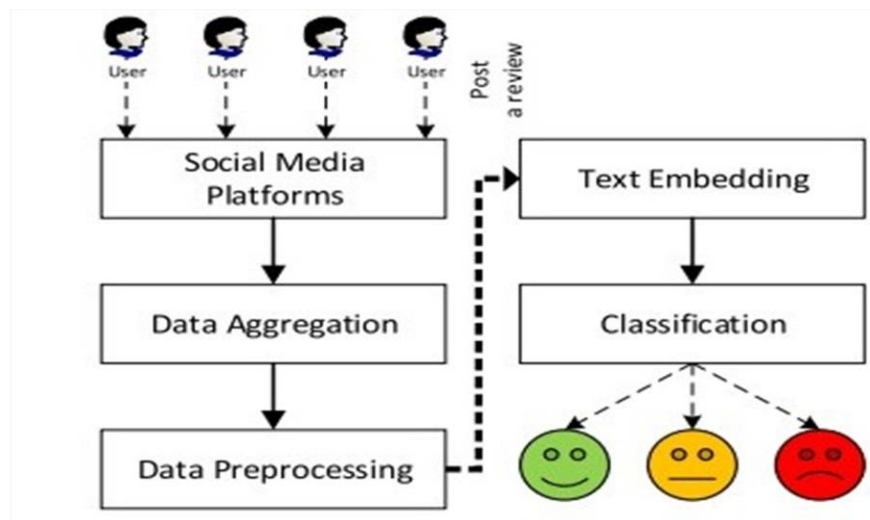 User User User User
Post
a review
Social Media
Platforms
Data Aggregation
Data Preprocessing
Text Embedding
Classification